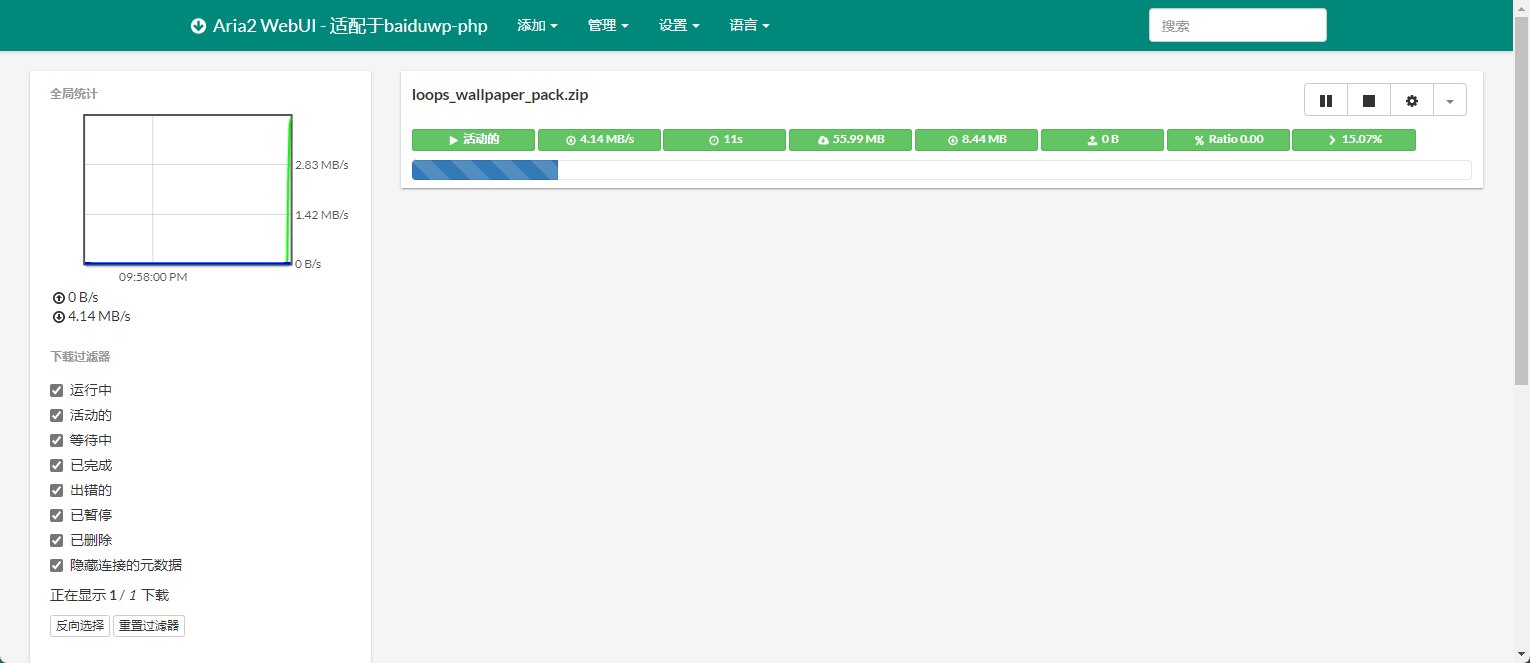 Aria2 WebUI - 适配于baiduwp-php 添加 管理 设置 语言 搜索
全局统计
2.83 MB/s
1.42 MB/s
0 B/s
09:58:00 PM
0 B/s
4.14 MB/s
下载过滤器
运行中
活动的
等待中
已完成
出错的
已暂停
已删除
隐藏连接的元数据
正在显示 1 / 1 下载
反向选择 重置过滤器
loops_wallpaper_pack.zip
活动的 4.14 MB/s 11s 55.99 MB 8.44 MB 0 B Ratio 0.00 15.07%